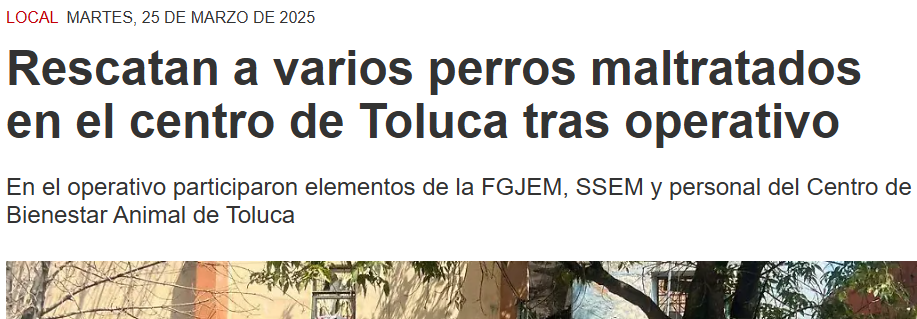 LOCAL MARTES, 25 DE MARZO DE 2025
Rescatan a varios perros maltratados
en el centro de Toluca tras operativo
En el operativo participaron elementos de la FGJEM, SSEM y personal del Centro de
Bienestar Animal de Toluca